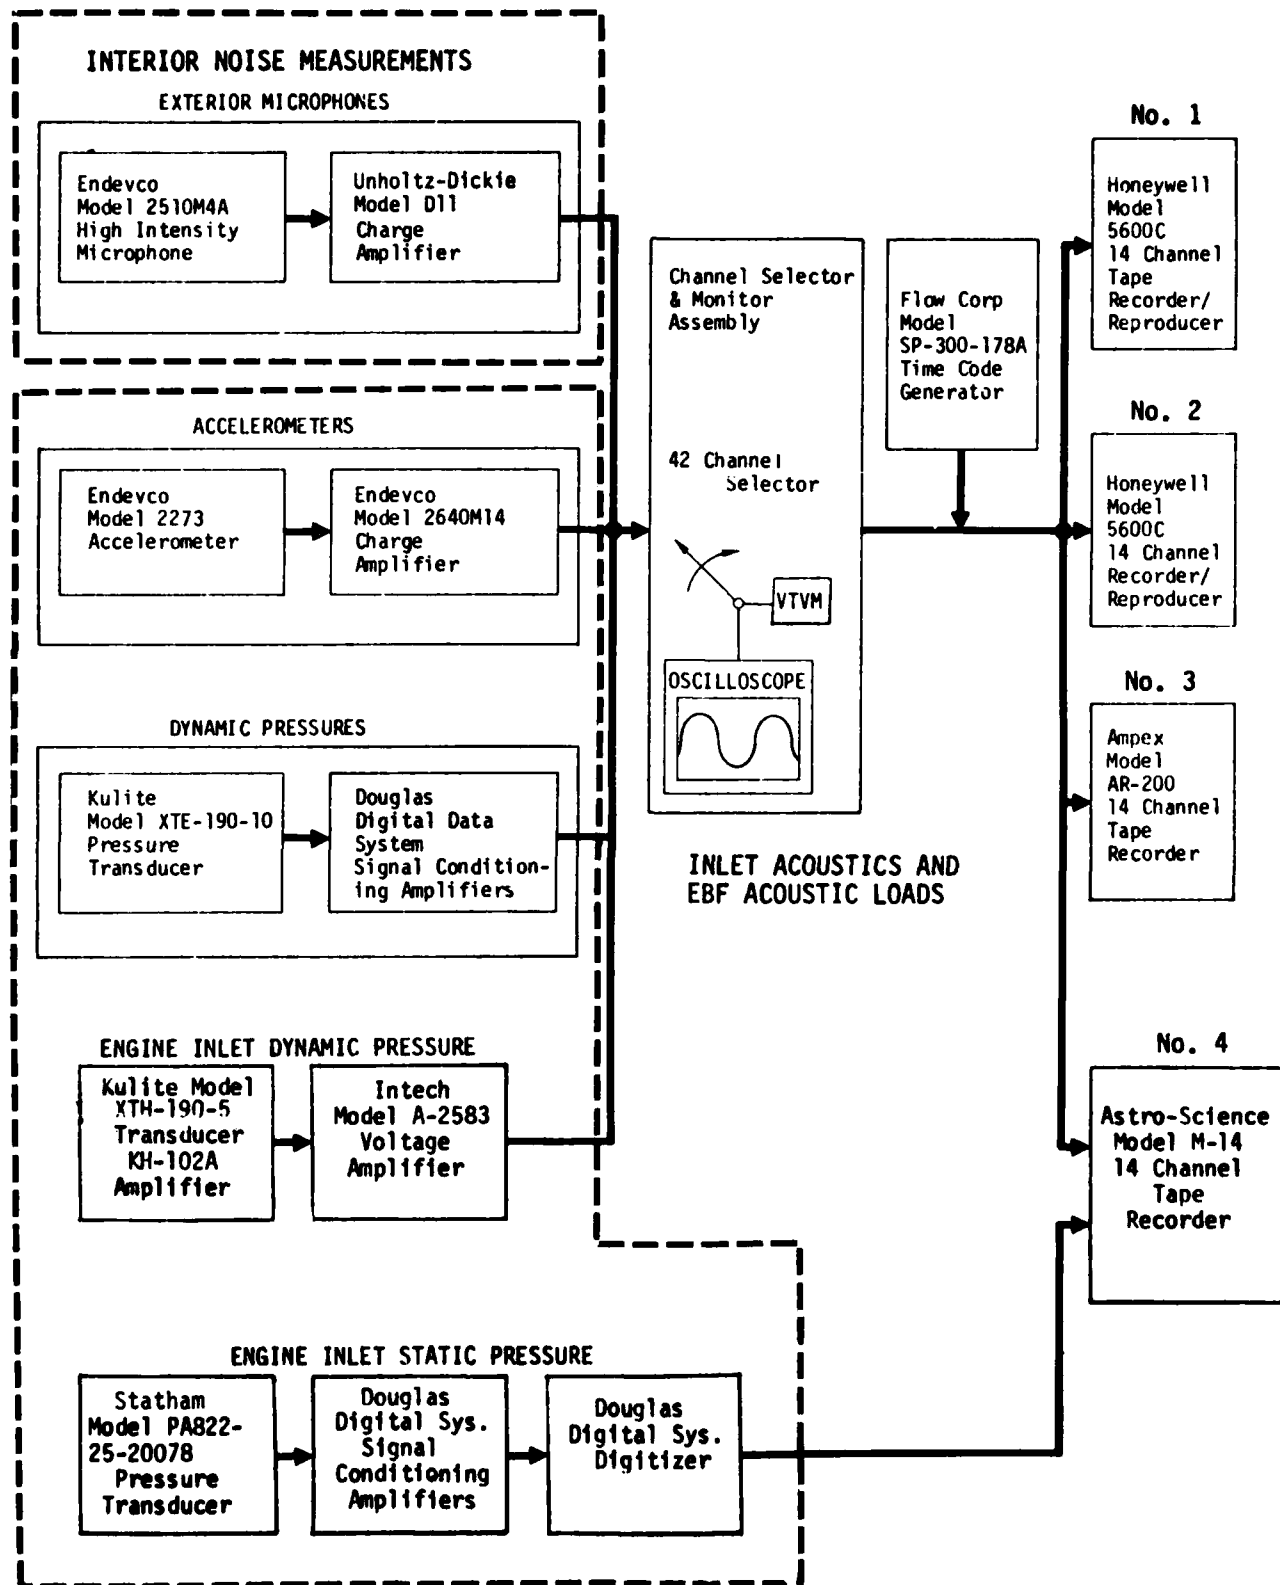 INTERIOR NOISE MEASUREMENTS
EXTERIOR MICROPHONES
Endevco
Model 2510M4A
High Intensity
Microphone
Unholtz-Dickie
Model D11
Charge
Amplifier
ACCELEROMETERS
Endevco
Model 2273
Accelerometer
Endevco
Model 2640M14
Charge
Amplifier
DYNAMIC PRESSURES
Kulite
Model XTE-190-10
Pressure
Transducer
Douglas
Digital Data
System
Signal Condition-
ing Amplifiers
ENGINE INLET DYNAMIC PRESSURE
Kulite Model
XTH-190-5
Transducer
KH-102A
Amplifier
Intech
Model A-2583
Voltage
Amplifier
ENGINE INLET STATIC PRESSURE
Statham
Model PA822-
25-20078
Pressure
Transducer
Douglas
Digital Sys.
Signal
Conditioning
Amplifiers
Douglas
Digital Sys.
Digitizer
Channel Selector
& Monitor
Assembly
42 Channel
Selector
VTVM
OSCILLOSCOPE
INLET ACOUSTICS AND
EBF ACOUSTIC LOADS
Flow Corp
Model
SP-300-178A
Time Code
Generator
No. 1
Honeywell
Model
5600C
14 Channel
Tape
Recorder/
Reproducer
No. 2
Honeywell
Model
5600C
14 Channel
Recorder/
Reproducer
No. 3
Ampex
Model
AR-200
14 Channel
Tape
Recorder
No. 4
Astro-Science
Model M-14
14 Channel
Tape
Recorder